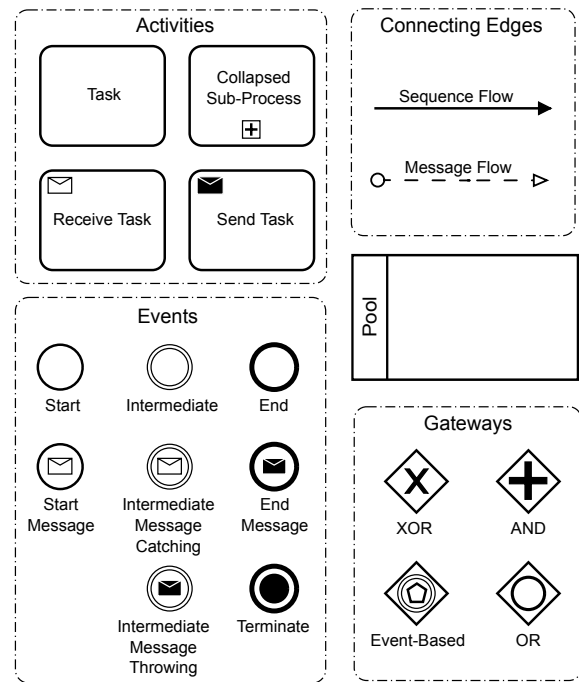 Activities
Task
Collapsed
Sub-Process
Receive Task
Send Task
Connecting Edges
Sequence Flow
Message Flow
Pool
Events
Start
Intermediate
End
Start
Message
Intermediate
Message
Catching
End
Message
Intermediate
Message
Throwing
Terminate
Gateways
X
XOR
AND
Event-Based
OR